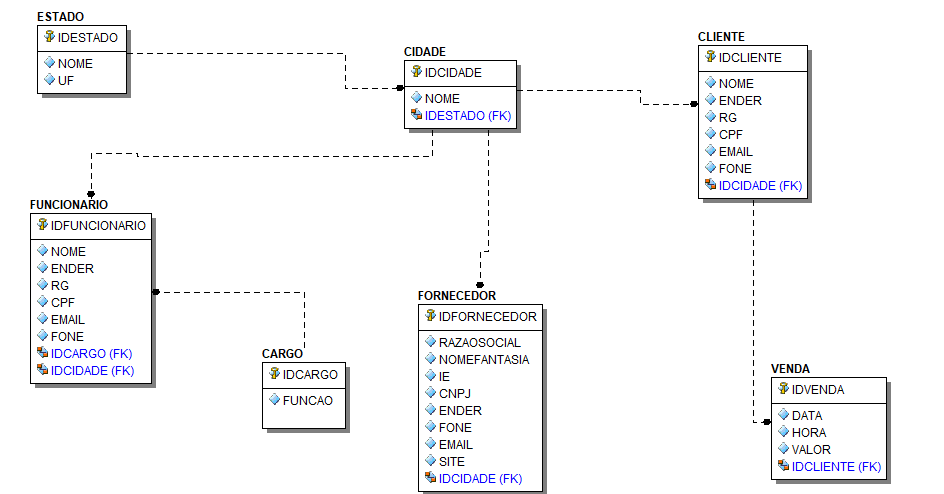 ESTADO
IDESTADO
NOME
UF
CIDADE
IDCIDADE
NOME
IDESTADO (FK)
CLIENTE
IDCLIENTE
NOME
ENDER
RG
CPF
EMAIL
FONE
IDCIDADE (FK)
FUNCIONARIO
IDFUNCIONARIO
NOME
ENDER
RG
CPF
EMAIL
FONE
IDCARGO (FK)
IDCIDADE (FK)
CARGO
IDCARGO
FUNCAO
FORNECEDOR
IDFORNECEDOR
RAZAOSOCIAL
NOMEFANTASIA
IE
CNPJ
ENDER
FONE
EMAIL
SITE
IDCIDADE (FK)
VENDA
IDVENDA
DATA
HORA
VALOR
IDCLIENTE (FK)